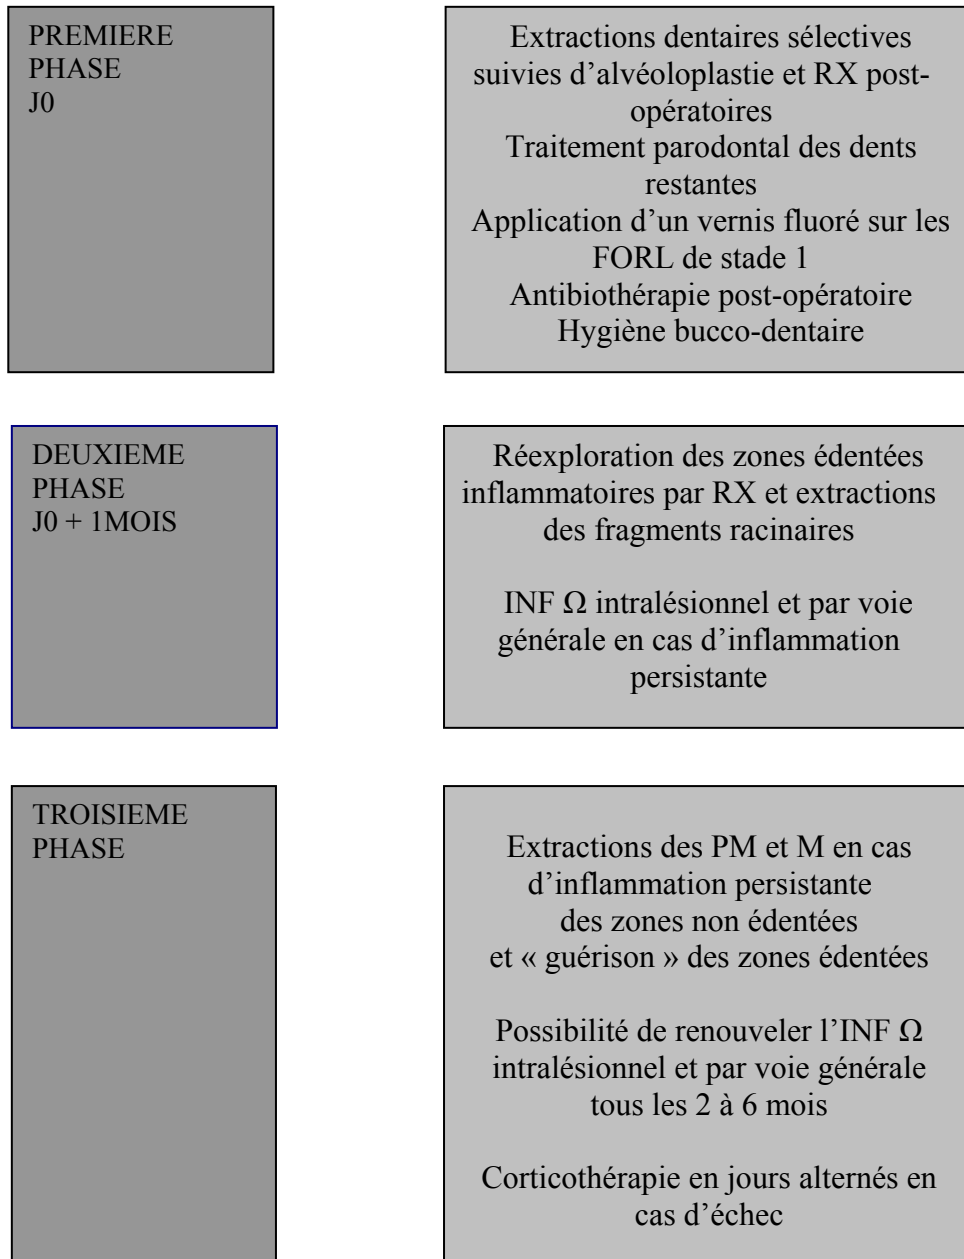 PREMIERE
PHASE
J0
Extractions dentaires sélectives
suivies d'alvéoloplastie et RX post-
opératoires
Traitement parodontal des dents
restantes
Application d'un vernis fluoré sur les
FORL de stade 1
Antibiothérapie post-opératoire
Hygiène bucco-dentaire
DEUXIEME
PHASE
J0 + 1MOIS
Réexploration des zones édentées
inflammatoires par RX et extractions
des fragments racinaires
INF Ω intralésionnel et par voie
générale en cas d'inflammation
persistante
TROISIEME
PHASE
Extractions des PM et M en cas
d'inflammation persistante
des zones non édentées
et « guérison » des zones édentées
Possibilité de renouveler l'INF Ω
intralésionnel et par voie générale
tous les 2 à 6 mois
Corticothérapie en jours alternés en
cas d'échec